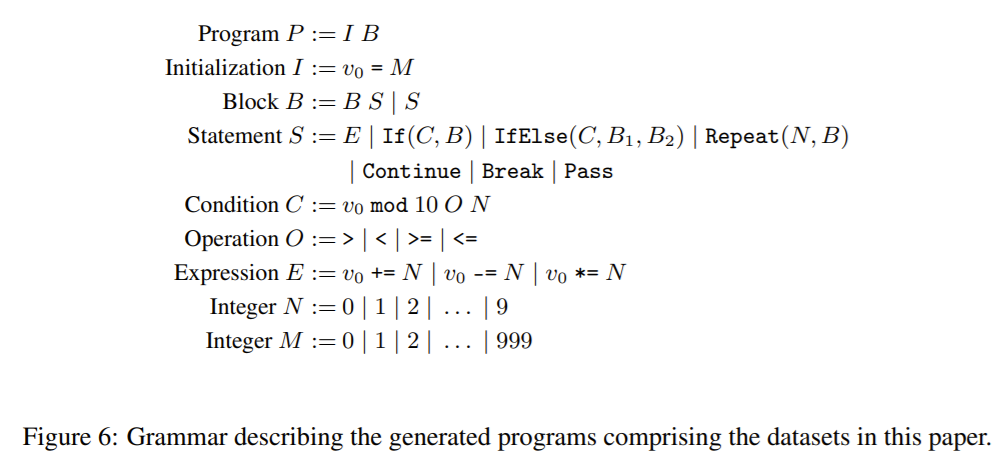 Program P := I B
Initialization I := v₀ = M
Block B := B S | S
Statement S := E | If(C, B) | IfElse(C, B₁, B₂) | Repeat(N, B)
| Continue | Break | Pass
Condition C := v₀ mod 10 O N
Operation O := > | < | >= | <=
Expression E := v₀ += N | v₀ -= N | v₀ *= N
Integer N := 0 | 1 | 2 | … | 9
Integer M := 0 | 1 | 2 | … | 999
Figure 6: Grammar describing the generated programs comprising the datasets in this paper.